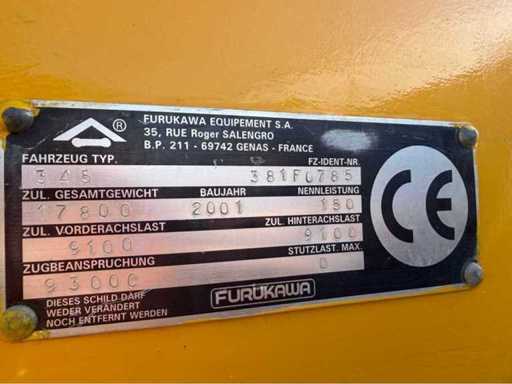 FURUKAWA EQUIPEMENT S.A.
35, RUE Roger SALENGRO
B.P. 211 - 69742 GENAS - FRANCE
®
FAHRZEUG TYP. FZ-IDENT-NR.
345 381F0785
ZUL. GESAMTGEWICHT BAUJAHR NENNLEISTUNG
17800 2001 180
ZUL. VORDERACHSLAST ZUL. HINTERACHSLAST
9100 9100
ZUGBEANSPRUCHUNG STUTZLAST. MAX.
93000 0
DIESES SCHILD DARF
WEDER VERÄNDERT
NOCH ENTFERNT WERDEN
FURUKAWA
CE